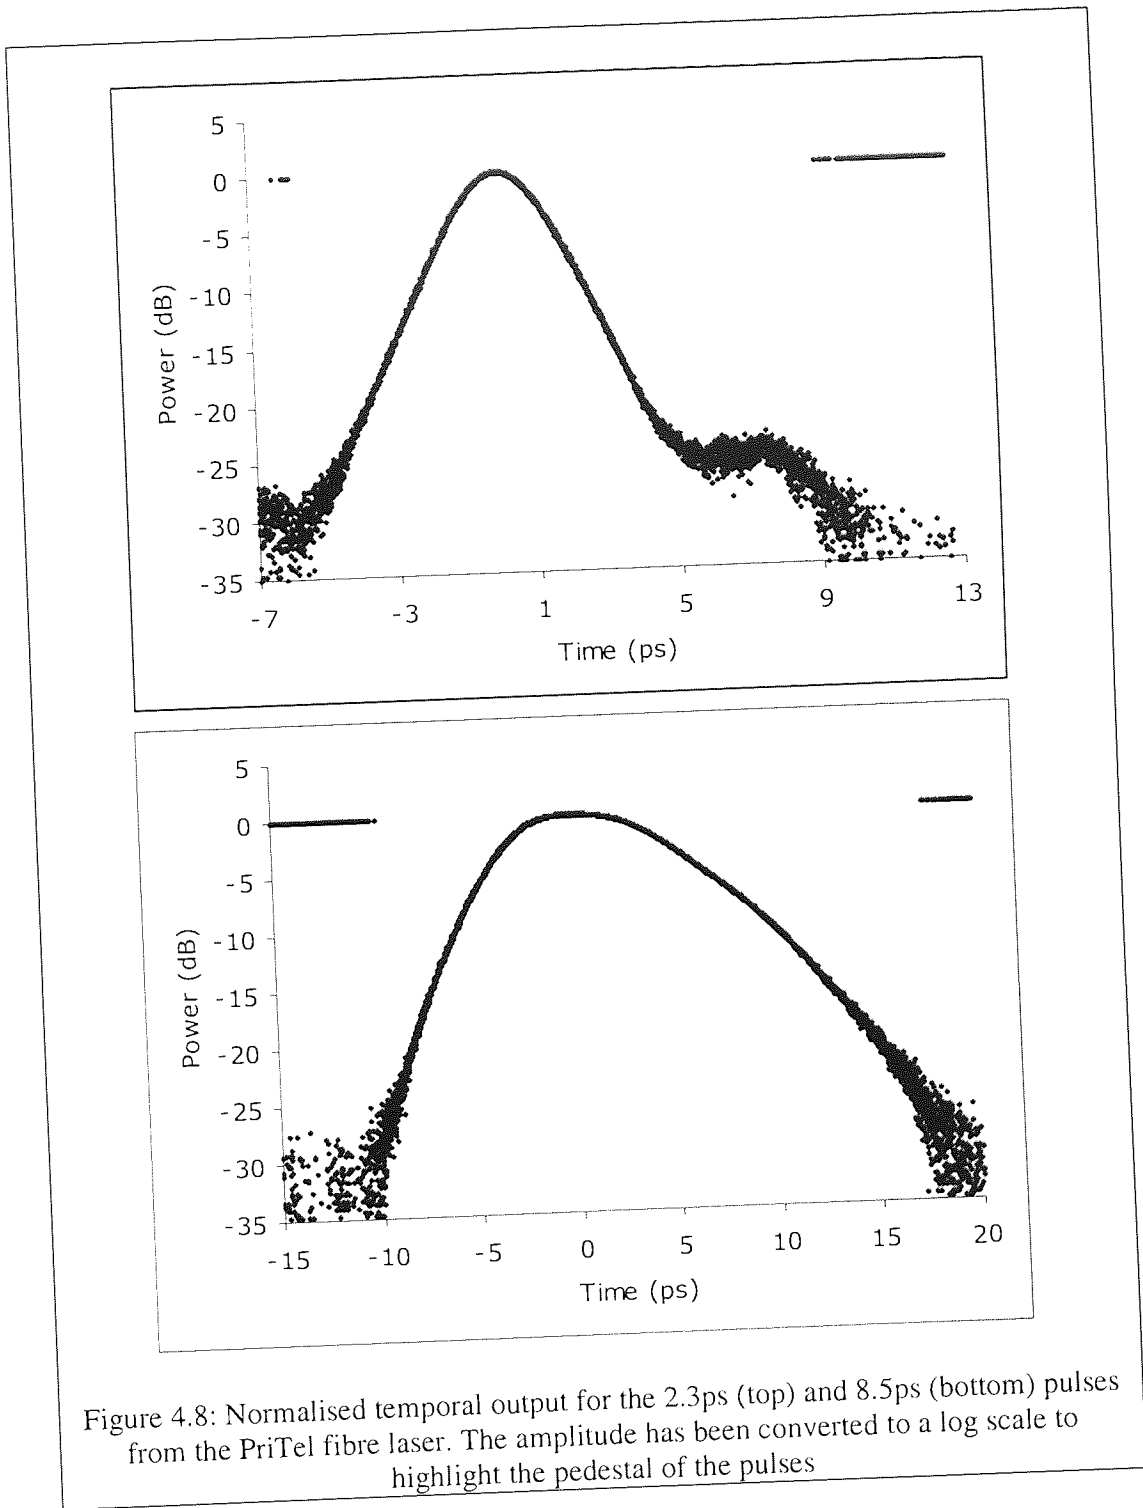 5
0
-5
-10
-15
-20
-25
-30
-35
Power (dB)
-7 -3 1 5 9 13
Time (ps)
5
0
-5
-10
-15
-20
-25
-30
-35
Power (dB)
-15 -10 -5 0 5 10 15 20
Time (ps)
Figure 4.8: Normalised temporal output for the 2.3ps (top) and 8.5ps (bottom) pulses
from the PriTel fibre laser. The amplitude has been converted to a log scale to
highlight the pedestal of the pulses